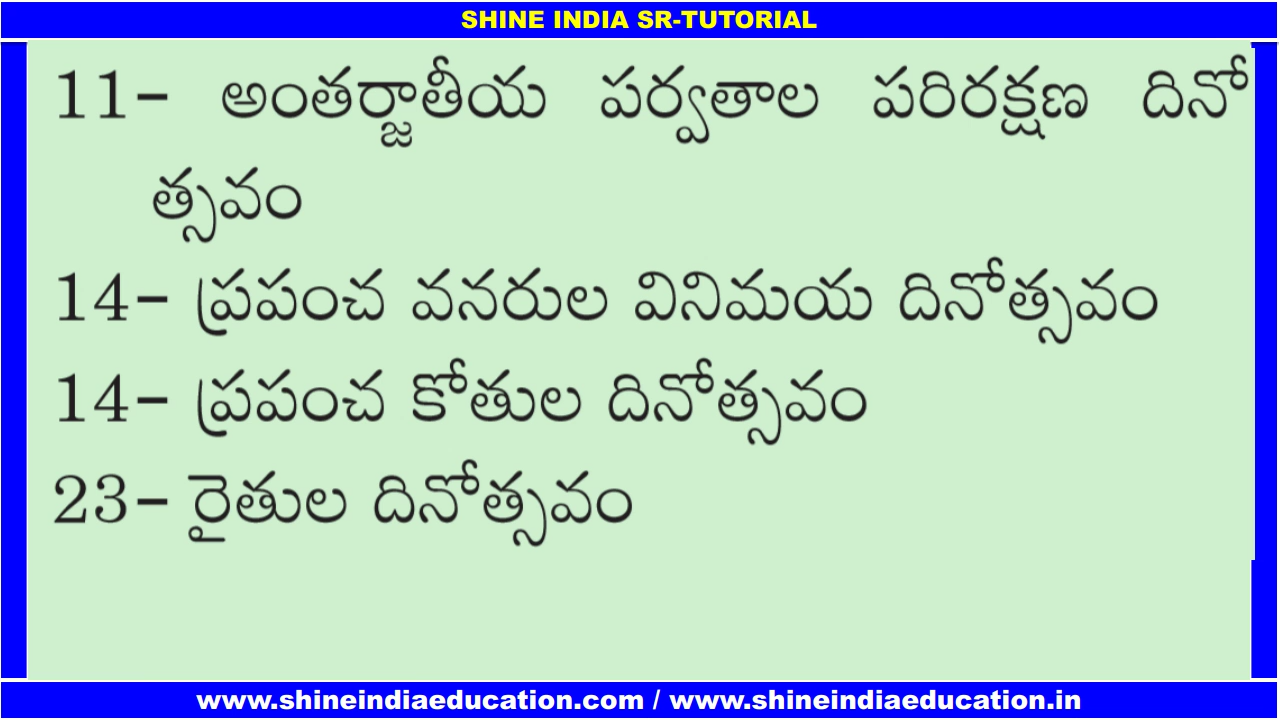 SHINE INDIA SR-TUTORIAL
11- అంతర్జాతీయ పర్వతాల పరిరక్షణ దినో
త్సవం
14- ప్రపంచ వనరుల వినిమయ దినోత్సవం
14- ప్రపంచ కోతుల దినోత్సవం
23- రైతుల దినోత్సవం
www.shineindiaeducation.com / www.shineindiaeducation.in